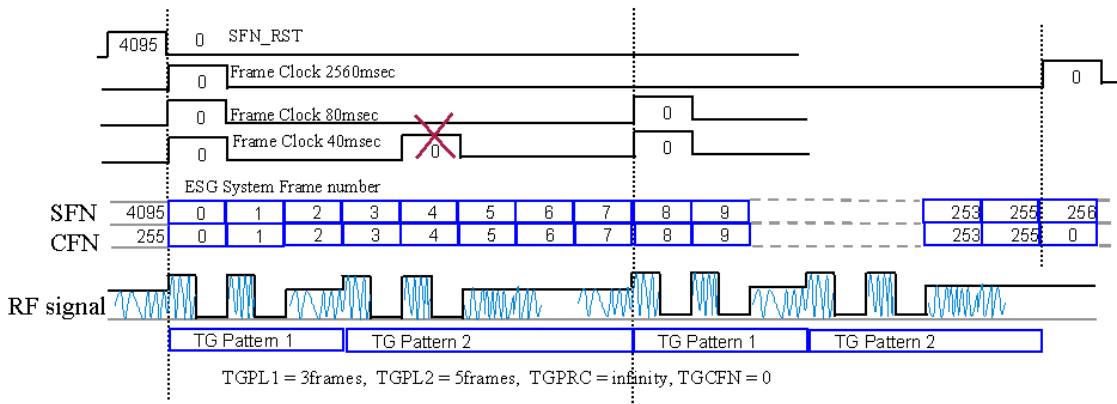 4095 0 SFN_RST
Frame Clock 2560msec
0 0
Frame Clock 80msec
0 0
Frame Clock 40msec
0 0 0
ESG System Frame number
SFN 4095 0 1 2 3 4 5 6 7 8 9 253 255 256
CFN 255 0 1 2 3 4 5 6 7 8 9 253 255 0
RF signal
TG Pattern 1 TG Pattern 2 TG Pattern 1 TG Pattern 2
TGPL1 = 3frames, TGPL2 = 5frames, TGPRC = infinity, TGCFN = 0